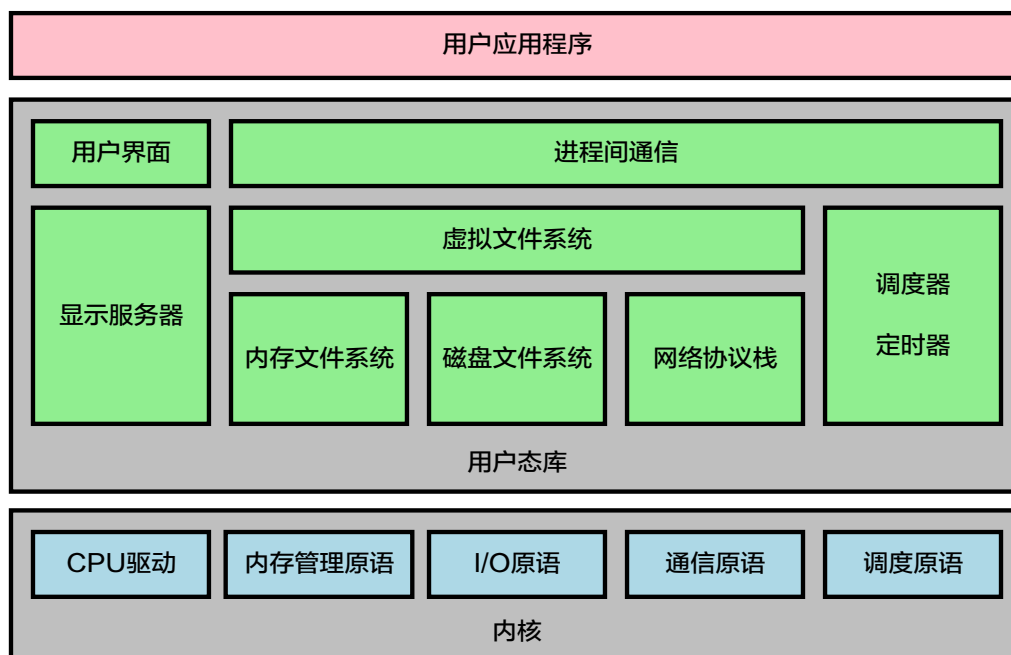 用户应用程序
用户界面
进程间通信
显示服务器
虚拟文件系统
内存文件系统
磁盘文件系统
网络协议栈
调度器
定时器
用户态库
CPU驱动
内存管理原语
I/O原语
通信原语
调度原语
内核